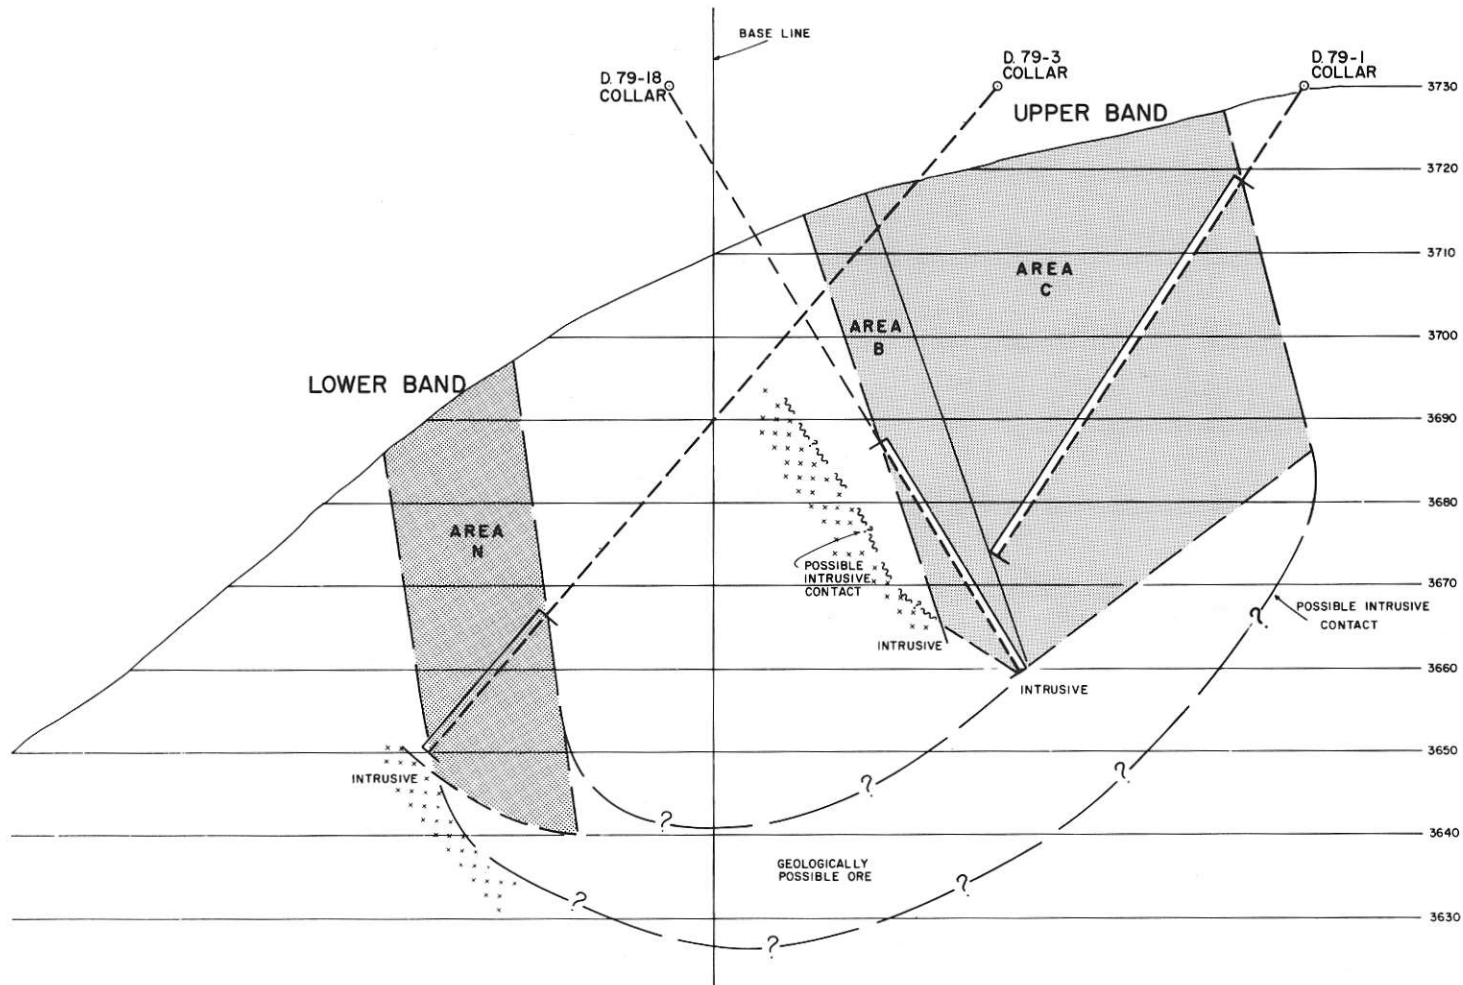 BASE LINE
D. 79-18
COLLAR
D. 79-3
COLLAR
D. 79-1
COLLAR
3730
UPPER BAND
3720
3710
AREA
C
3700
AREA
B
LOWER BAND
3690
3680
AREA
N
POSSIBLE
INTRUSIVE
CONTACT
3670
POSSIBLE INTRUSIVE
CONTACT
?
INTRUSIVE
3660
INTRUSIVE
3650
INTRUSIVE
?
?
?
3640
GEOLOGICALLY
POSSIBLE ORE
?
?
3630
?